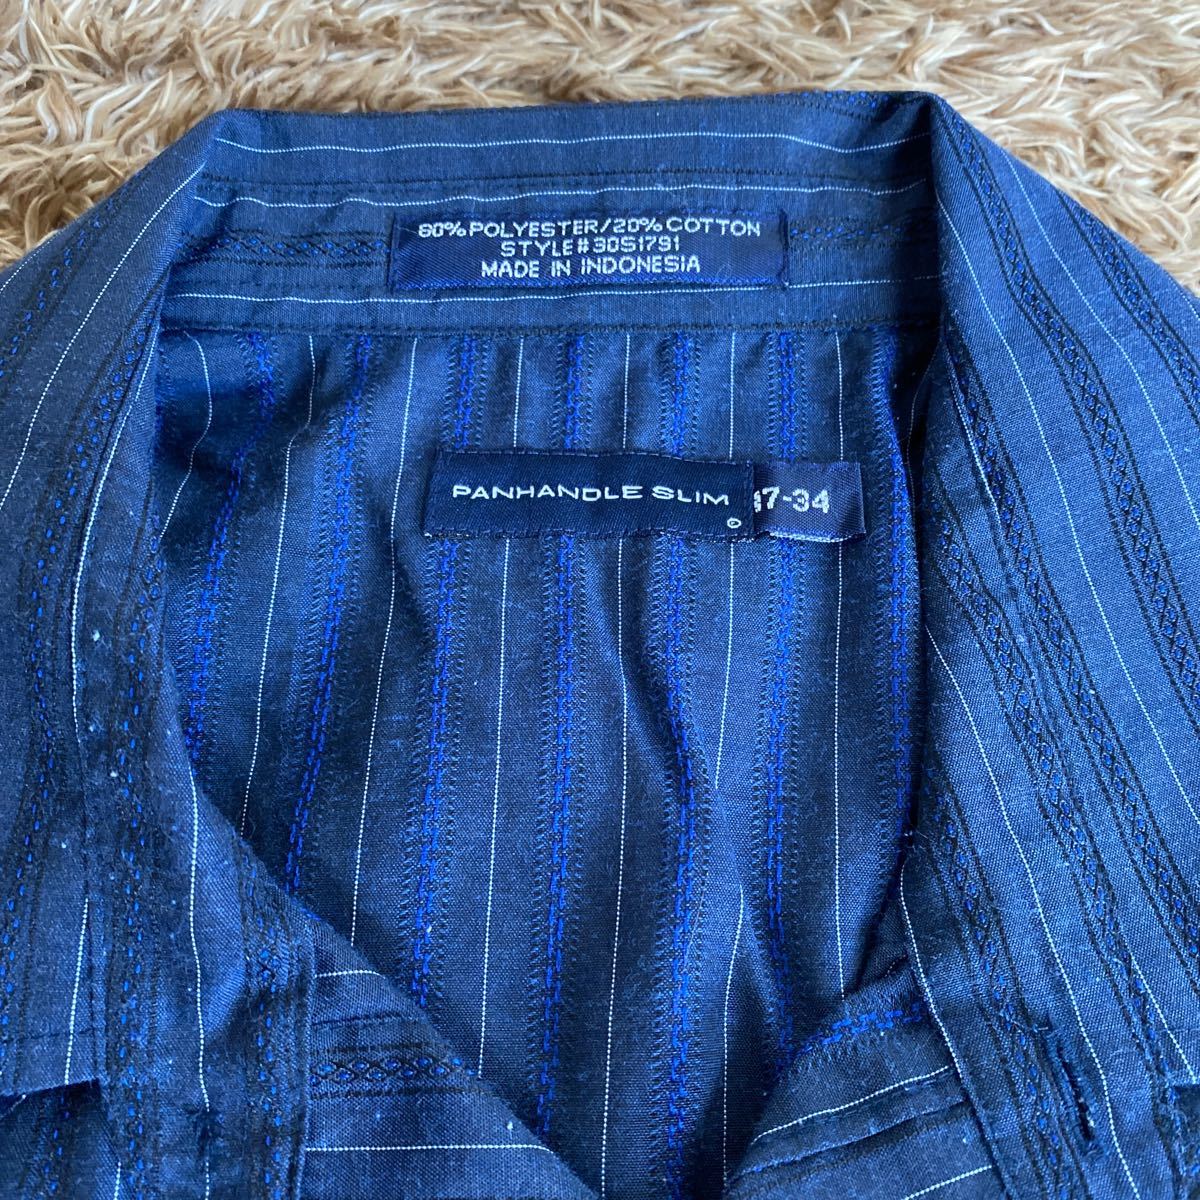 80% POLYESTER/20% COTTON
STYLE# 30S1791
MADE IN INDONESIA
PANHANDLE SLIM 17-34
©